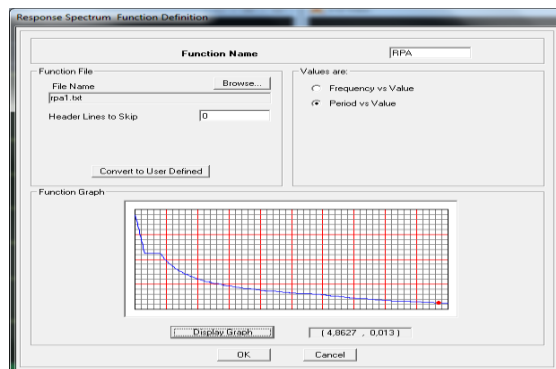 Response Spectrum Function Definition
Function Name
RPA
Function File
File Name
Browse...
rpa1.txt
Header Lines to Skip
0
Convert to User Defined
Values are:
Frequency vs Value
Period vs Value
Function Graph
Display Graph
( 4,8627 , 0,013 )
OK
Cancel